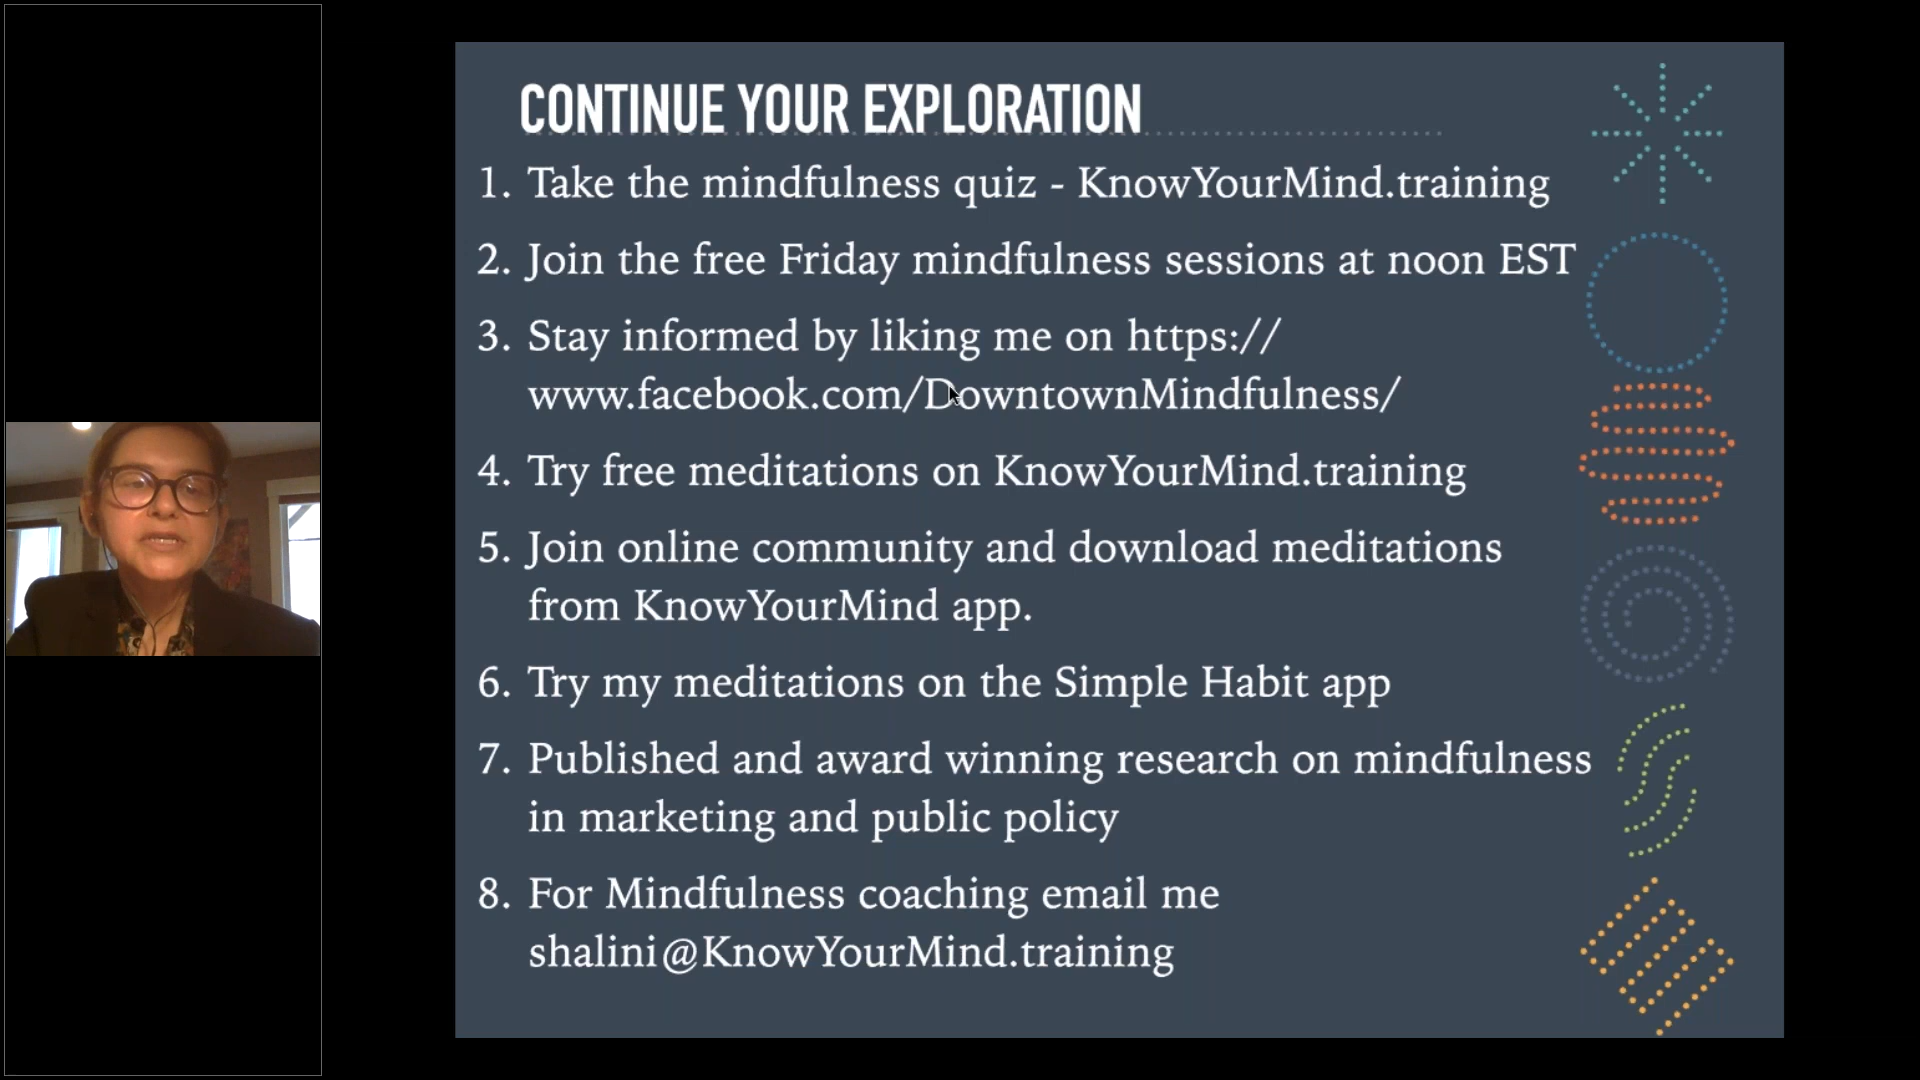 CONTINUE YOUR EXPLORATION
1. Take the mindfulness quiz - KnowYourMind.training
2. Join the free Friday mindfulness sessions at noon EST
3. Stay informed by liking me on https://
www.facebook.com/DowntownMindfulness/
4. Try free meditations on KnowYourMind.training
5. Join online community and download meditations
from KnowYourMind app.
6. Try my meditations on the Simple Habit app
7. Published and award winning research on mindfulness
in marketing and public policy
8. For Mindfulness coaching email me
shalini@KnowYourMind.training